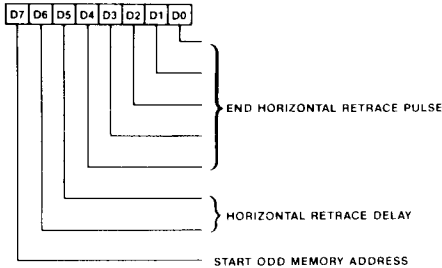 D7 D6 D5 D4 D3 D2 D1 D0
END HORIZONTAL RETRACE PULSE
HORIZONTAL RETRACE DELAY
START ODD MEMORY ADDRESS